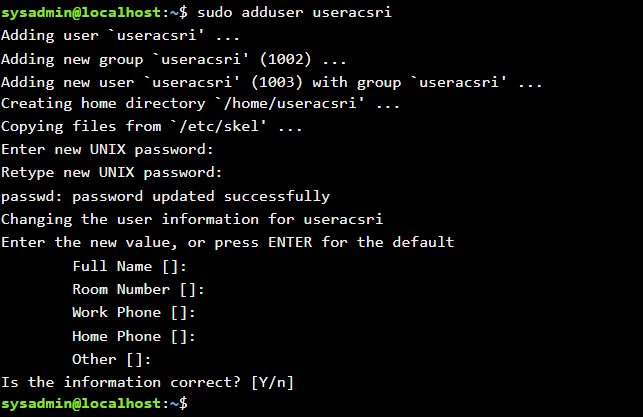 sysadmin@localhost:~$ sudo adduser useracsri
Adding user `useracsri' ...
Adding new group `useracsri' (1002) ...
Adding new user `useracsri' (1003) with group `useracsri' ...
Creating home directory `/home/useracsri' ...
Copying files from `/etc/skel' ...
Enter new UNIX password:
Retype new UNIX password:
passwd: password updated successfully
Changing the user information for useracsri
Enter the new value, or press ENTER for the default
        Full Name []:
        Room Number []:
        Work Phone []:
        Home Phone []:
        Other []:
Is the information correct? [Y/n]
sysadmin@localhost:~$